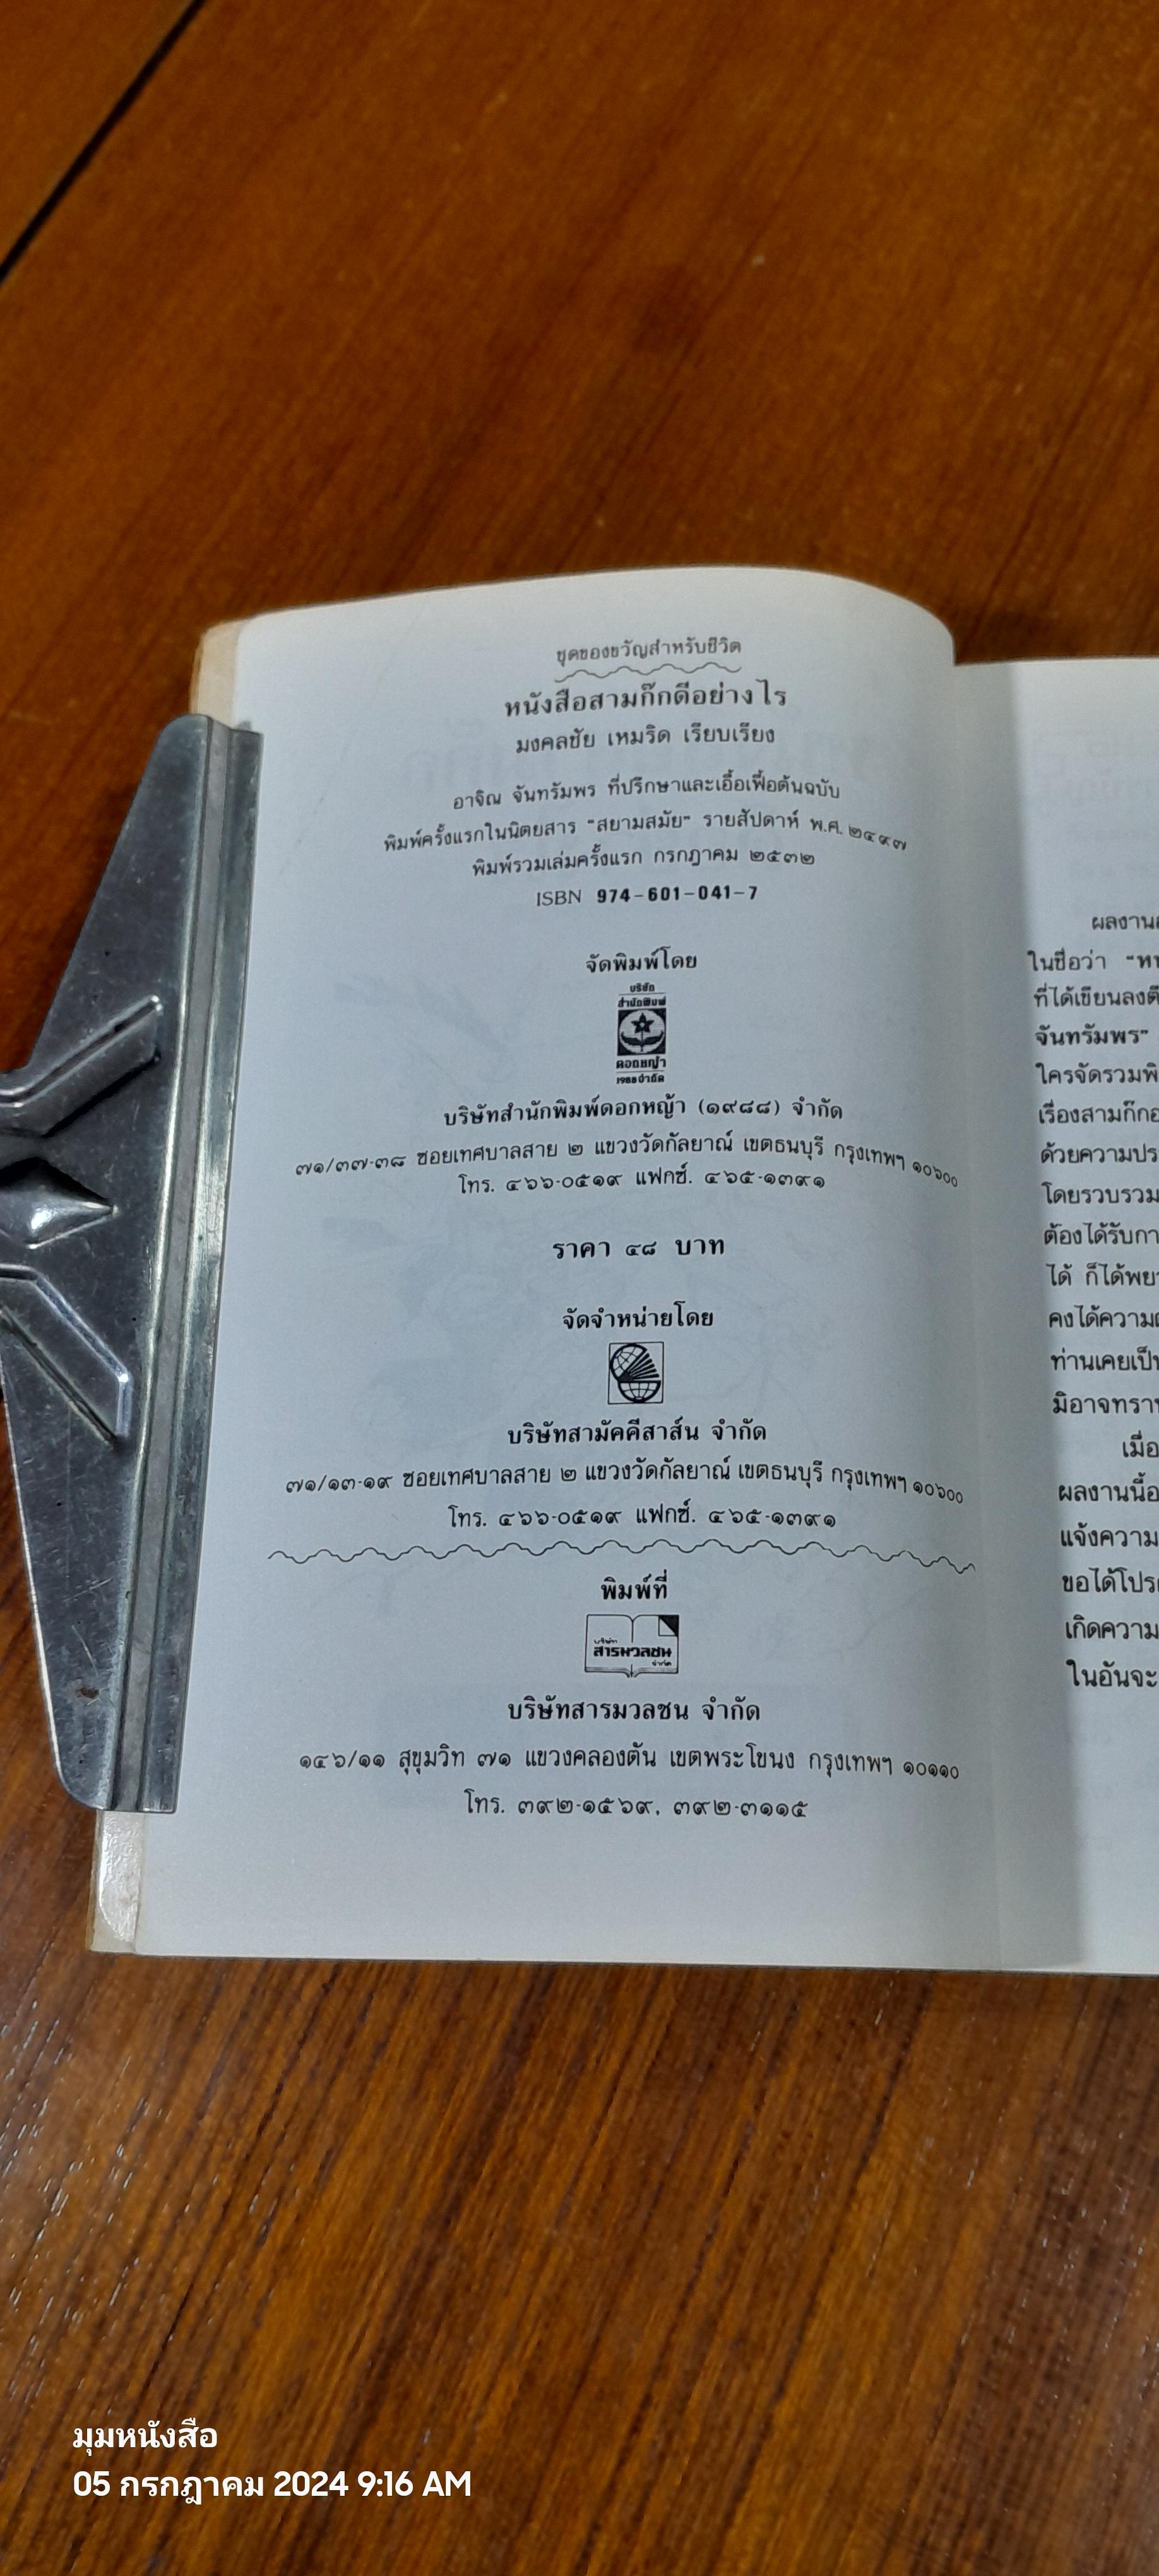 ชุดของขวัญสำหรับชีวิต
หนังสือสามก๊กดีอย่างไร
มงคลชัย เหมริด เรียบเรียง
อาจิณ จันทรัมพร ที่ปรึกษาและเอื้อเฟื้อต้นฉบับ
พิมพ์ครั้งแรกในนิตยสาร "สยามสมัย" รายสัปดาห์ พ.ศ. ๒๔๙๗
พิมพ์รวมเล่มครั้งแรก กรกฎาคม ๒๕๓๒
ISBN 974-601-041-7
จัดพิมพ์โดย
บริษัท
สำนักพิมพ์
ดอกหญ้า
1988 จำกัด
บริษัทสำนักพิมพ์ดอกหญ้า (๑๙๘๘) จำกัด
๗๑/๓๗-๓๘ ซอยเทศบาลสาย ๒ แขวงวัดกัลยาณ์ เขตธนบุรี กรุงเทพฯ ๑๐๖๐๐
โทร. ๔๖๖-๐๕๑๙ แฟกซ์. ๔๖๕-๑๓๙๑
ราคา ๔๘ บาท
จัดจำหน่ายโดย
บริษัทสามัคคีสาส์น จำกัด
๗๑/๑๓-๑๙ ซอยเทศบาลสาย ๒ แขวงวัดกัลยาณ์ เขตธนบุรี กรุงเทพฯ ๑๐๖๐๐
โทร. ๔๖๖-๐๕๑๙ แฟกซ์. ๔๖๕-๑๓๙๑
พิมพ์ที่
บริษัท
สารมวลชน
จำกัด
บริษัทสารมวลชน จำกัด
๑๔๖/๑๑ สุขุมวิท ๗๑ แขวงคลองตัน เขตพระโขนง กรุงเทพฯ ๑๐๑๑๐
โทร. ๓๙๒-๑๕๖๙, ๓๙๒-๓๑๑๕
ผลงาน
ในชื่อว่า
ที่ได้เขียนลง
จันทรัมพร"
ใครจัดรวม
เรื่องสามก๊ก
ด้วยความ
โดยรวบรวม
ต้องได้รับ
ได้ ก็ได้
คงได้ความ
ท่านเคย
มิอาจ
เมื่อ
ผลงานนี้
แจ้งความ
ขอได้
เกิดความ
ในอันจะ
มุมหนังสือ
05 กรกฎาคม 2024 9:16 AM